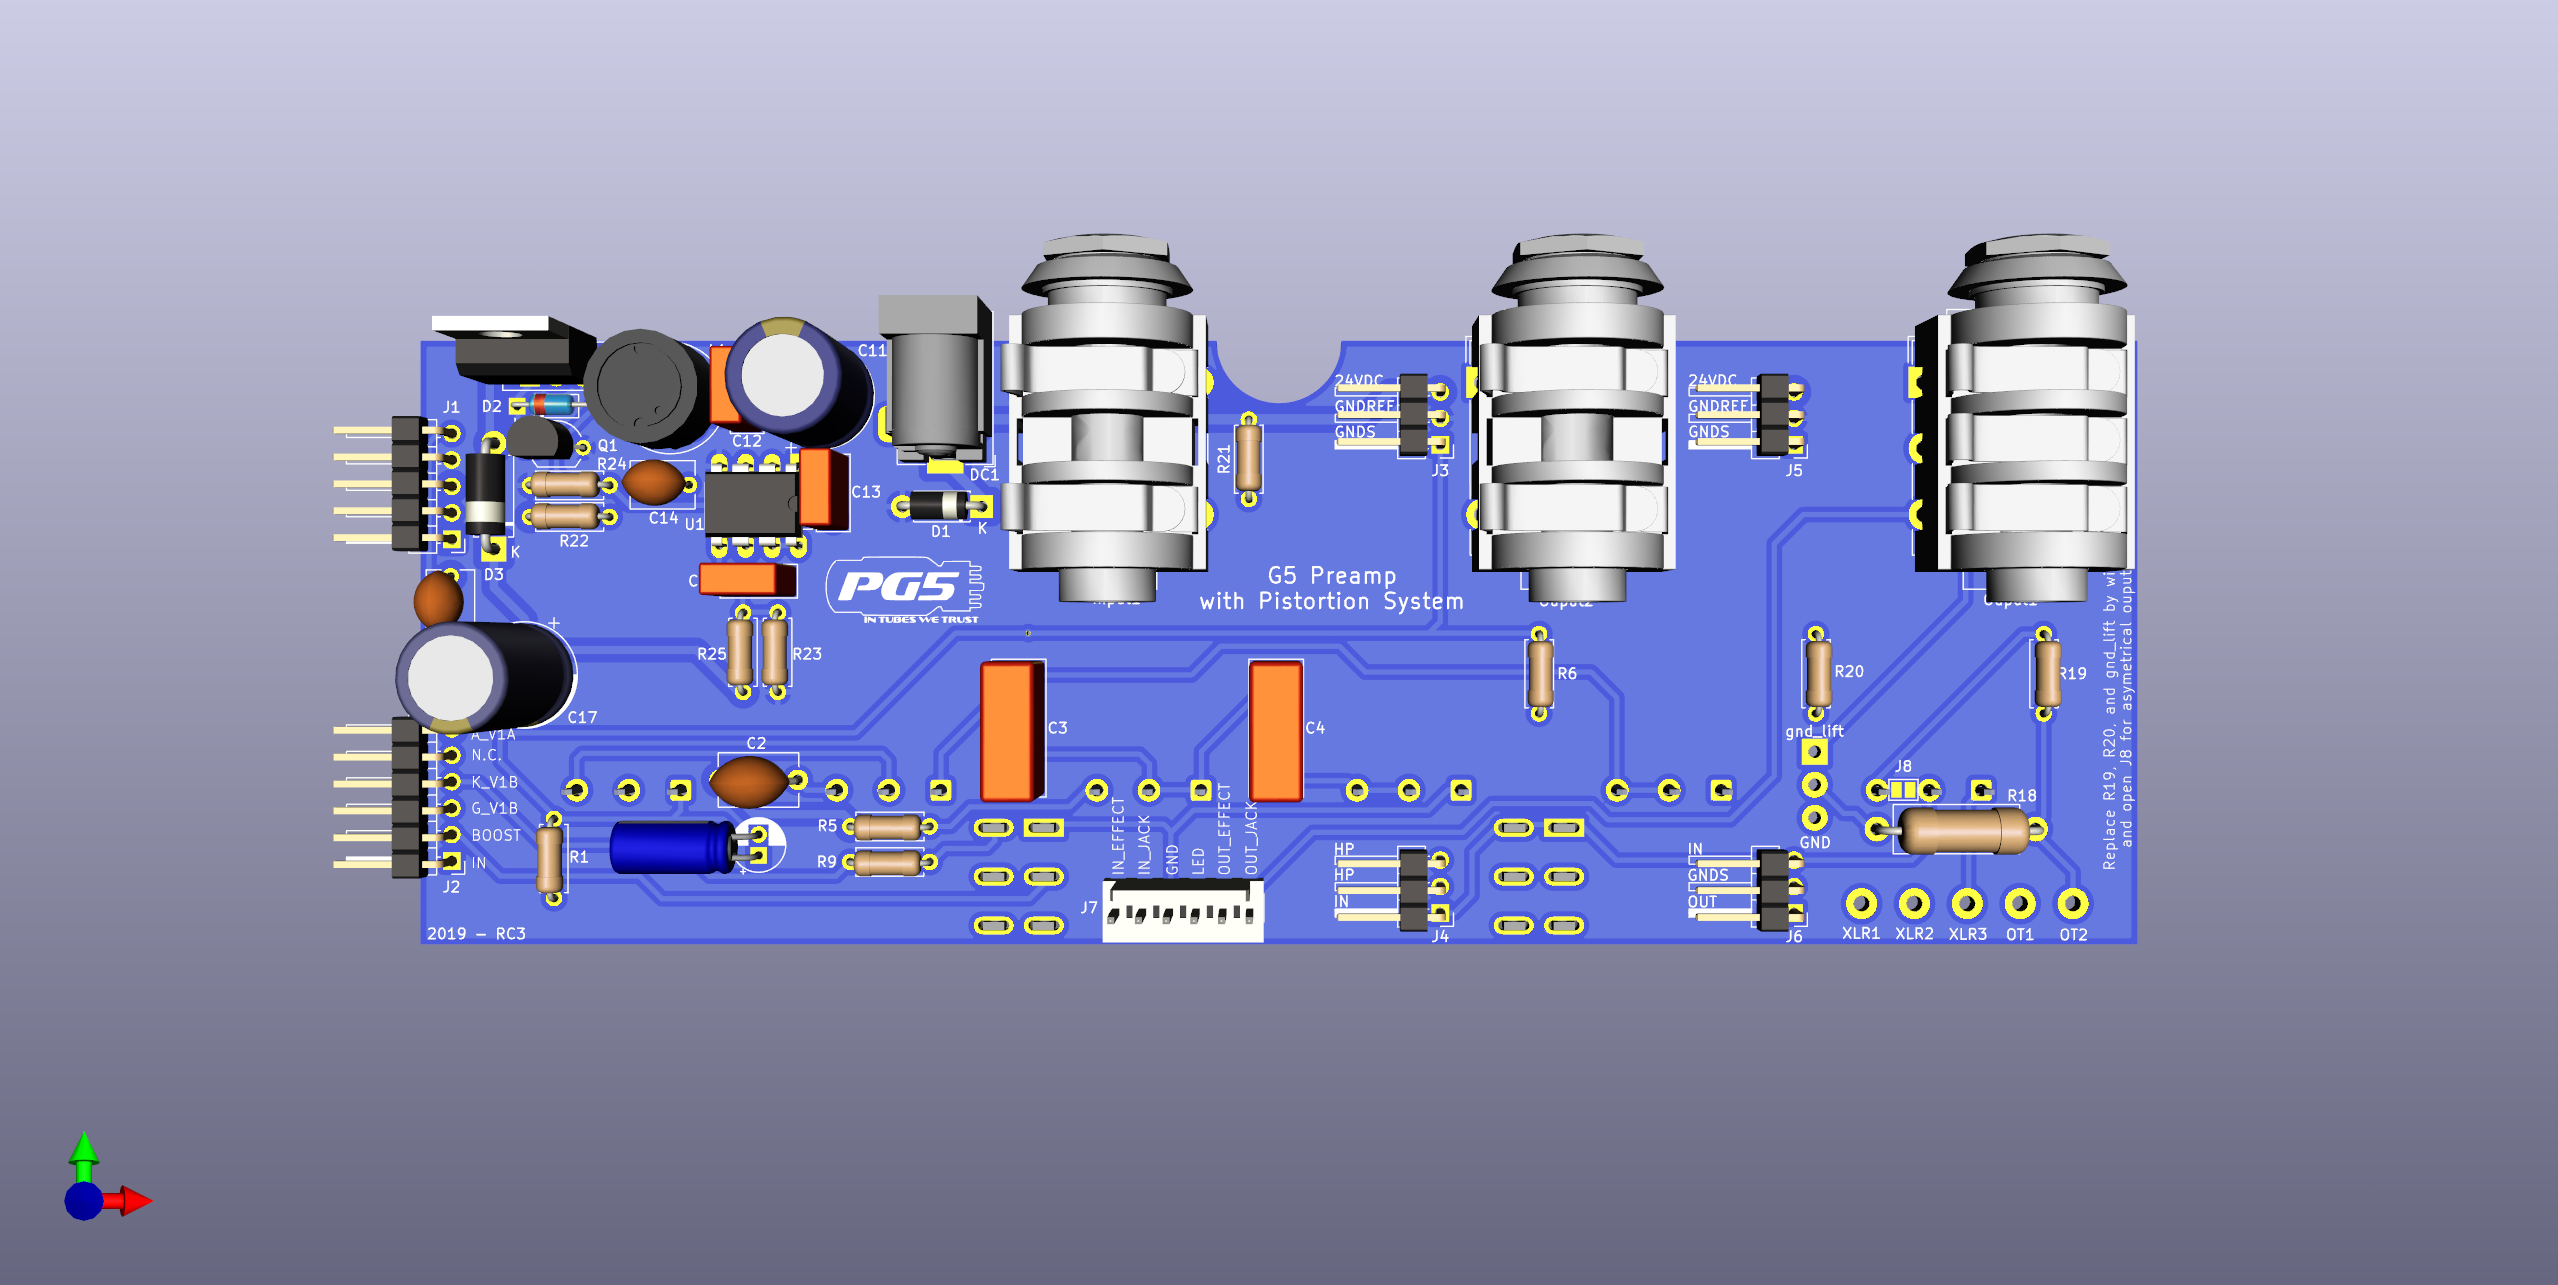 C11
24VDC
24VDC
J1
D2
GNDREF
GNDREF
C12
Q1
GNDS
GNDS
R24
R21
J3
J5
DC1
C13
C14
U1
D1
K
R22
K
D3
C
PG5
IN TUBES WE TRUST
G5 Preamp
with Pistortion System
+
R25
R23
R6
R20
R19
C17
C3
C4
gnd_lift
A_V1A
C2
N.C.
J8
K_V1B
R18
G_V1B
R5
BOOST
GND
R1
R9
IN
J2
IN_EFFECT
IN_JACK
GND
LED
OUT_EFFECT
OUT_JACK
HP
HP
IN
IN
GNDS
OUT
J7
J4
J6
2019 - RC3
XLR1
XLR2
XLR3
OT1
OT2
Replace R19, R20, and gnd_lift by
and open J8 for asymetrical ouput